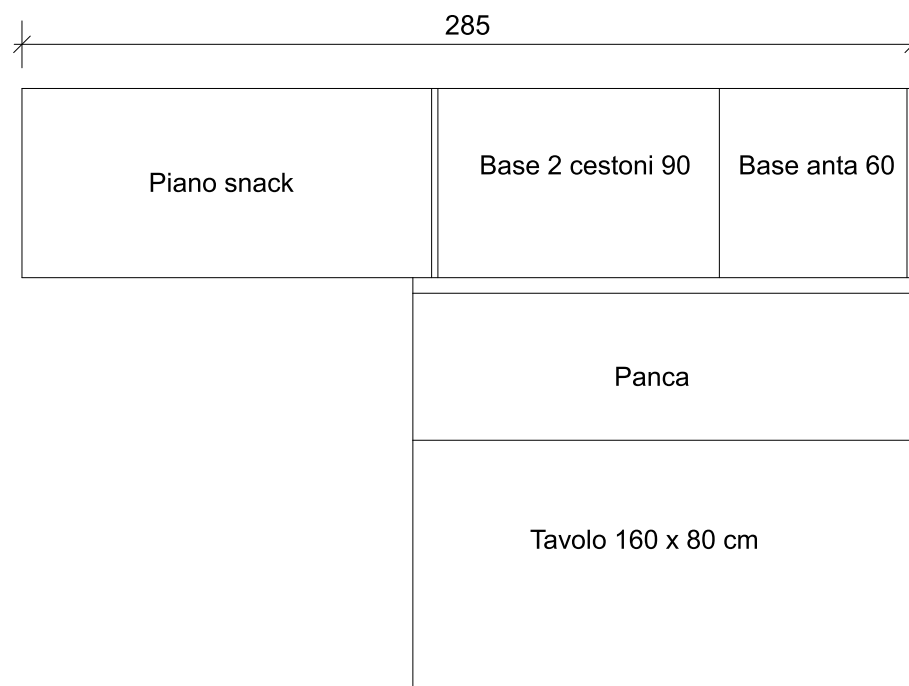 285
Piano snack
Base 2 cestoni 90
Base anta 60
Panca
Tavolo 160 x 80 cm